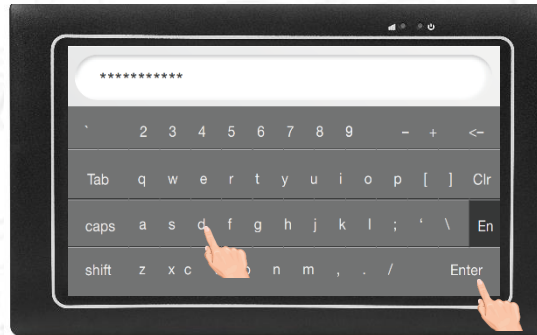 ***********
` 2 3 4 5 6 7 8 9 - + <-
Tab q w e r t y u i o p [ ] Clr
caps a s d f g h j k l ; ‘ \ En
shift z x c n m , . / Enter